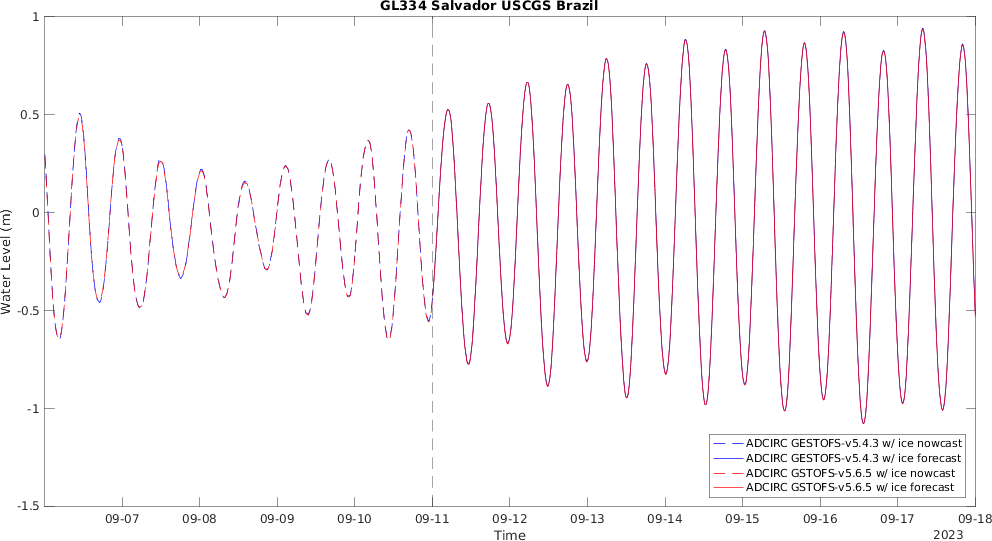 GL334 Salvador USCGS Brazil
1
0.5
0
-0.5
-1
-1.5
Water Level (m)
ADCIRC GESTOFS-v5.4.3 w/ ice nowcast
ADCIRC GESTOFS-v5.4.3 w/ ice forecast
ADCIRC GSTOFS-v5.6.5 w/ ice nowcast
ADCIRC GSTOFS-v5.6.5 w/ ice forecast
09-07 09-08 09-09 09-10 09-11 09-12 09-13 09-14 09-15 09-16 09-17 09-18
Time
2023